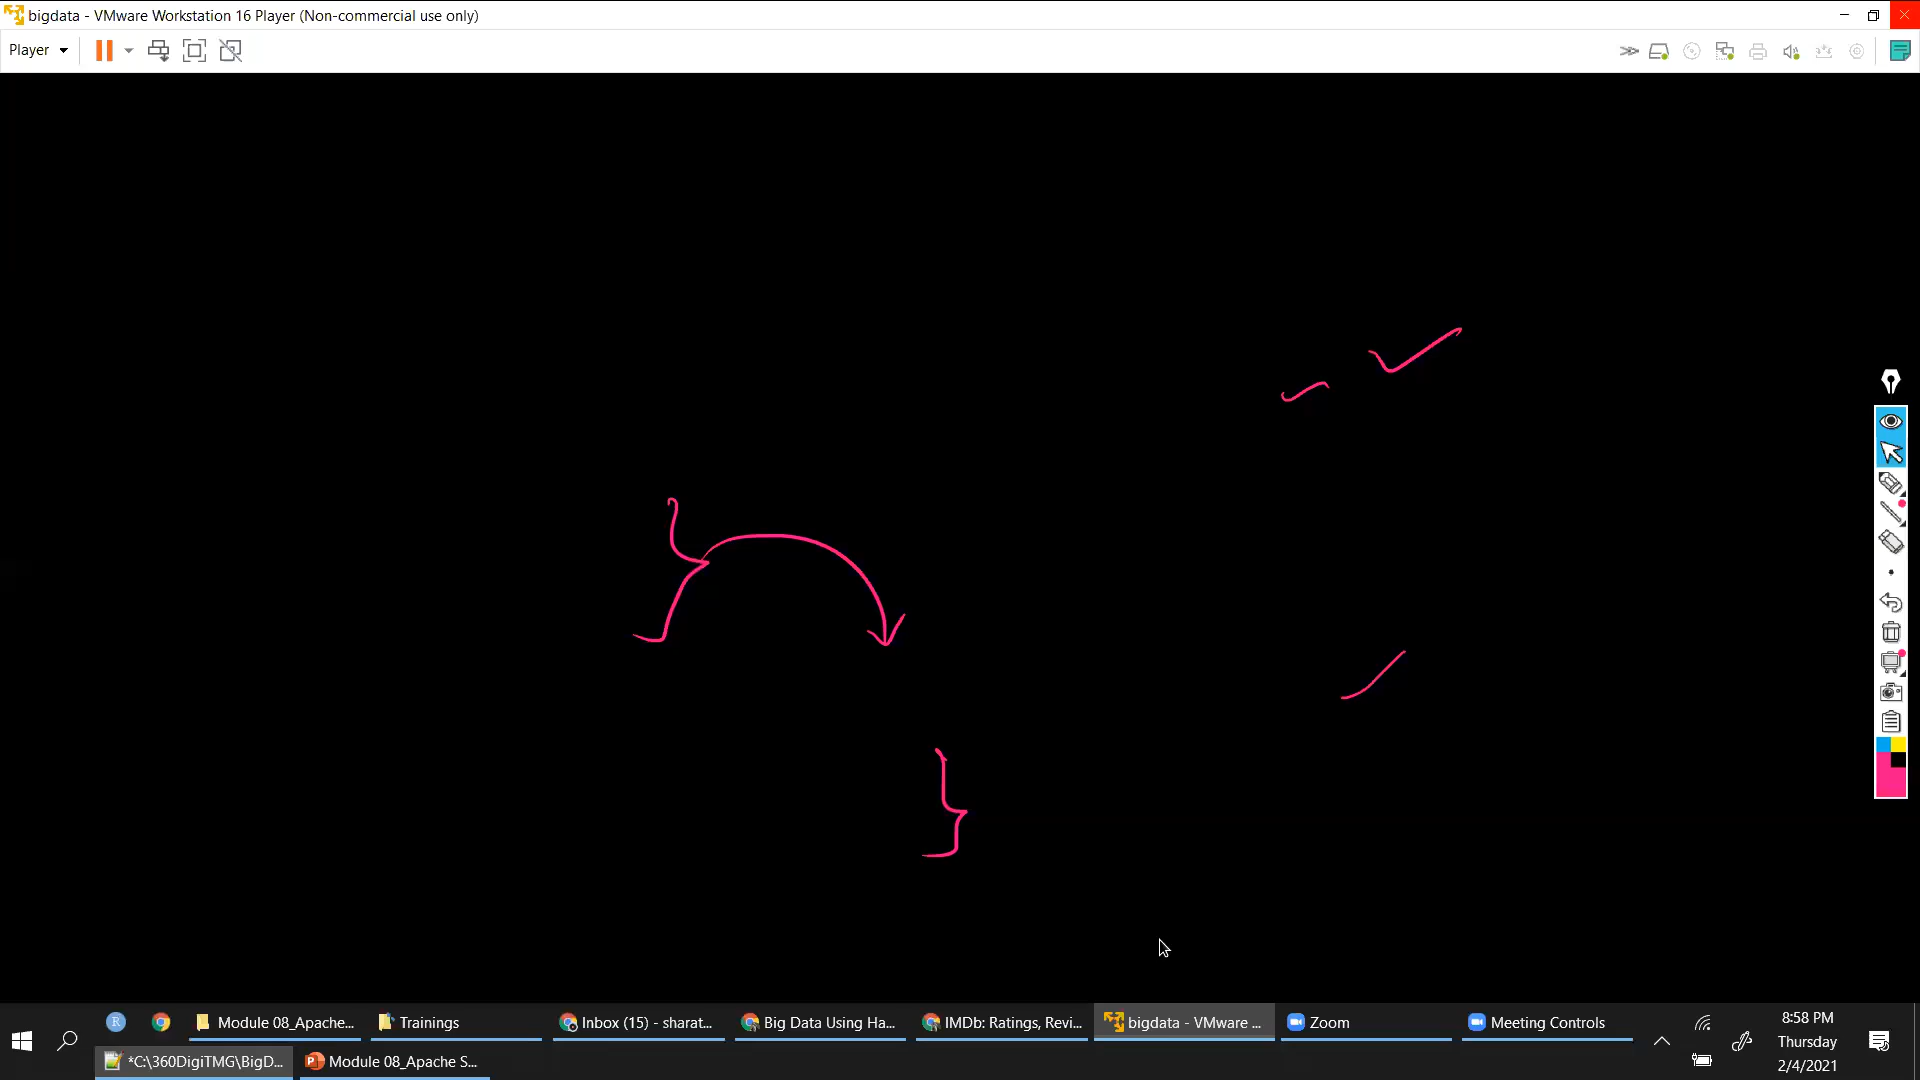 bigdata - VMware Workstation 16 Player (Non-commercial use only)
Player
Module 08_Apache...
Trainings
Inbox (15) - sharat...
Big Data Using Ha...
IMDb: Ratings, Revi...
bigdata - VMware ...
Zoom
Meeting Controls
8:58 PM
Thursday
2/4/2021
*C:\360DigiTMG\BigD...
Module 08_Apache S...